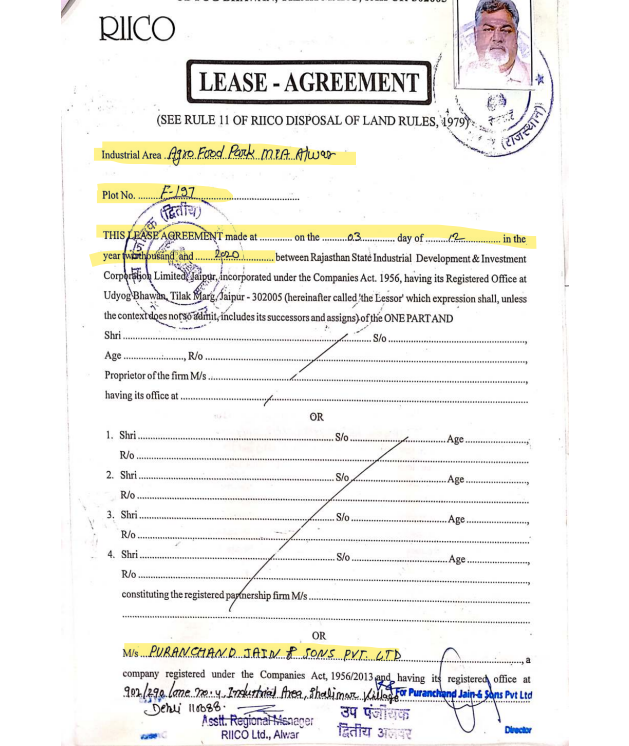 RIICO
LEASE - AGREEMENT
(SEE RULE 11 OF RIICO DISPOSAL OF LAND RULES, 1979)
(राजस्थान)
Industrial Area Agro Food Park MIA Alwar
Plot No. F-197
(द्वितीय)
THIS LEASE AGREEMENT made at ............ on the 03 day of 12 in the
year twothousand and 2020 between Rajasthan State Industrial Development & Investment
Corporation Limited, Jaipur, incorporated under the Companies Act. 1956, having its Registered Office at
Udyog Bhawan, Tilak Marg, Jaipur - 302005 (hereinafter called 'the Lessor' which expression shall, unless
the context does not so admit, includes its successors and assigns) of the ONE PART AND
Shri ............ S/o ............,
Age ............, R/o ............,
Proprietor of the firm M/s ............,
having its office at ............
OR
1. Shri ............ S/o ............ Age ............,
R/o ............
2. Shri ............ S/o ............ Age ............,
R/o ............
3. Shri ............ S/o ............ Age ............,
R/o ............
4. Shri ............ S/o ............ Age ............,
R/o ............,
constituting the registered partnership firm M/s ............
OR
M/s PURANCHAND JAIN & SONS PVT. LTD ............, a
company registered under the Companies Act, 1956/2013 and having its registered office at
Lane no. 4, Industrial Area, Shalimar Village
Dehli 110088.
For Puranchand Jain & Sons Pvt Ltd
Director
Asstt. Regional Manager
RIICO Ltd., Alwar
उप पंजीयक
द्वितीय अलवर